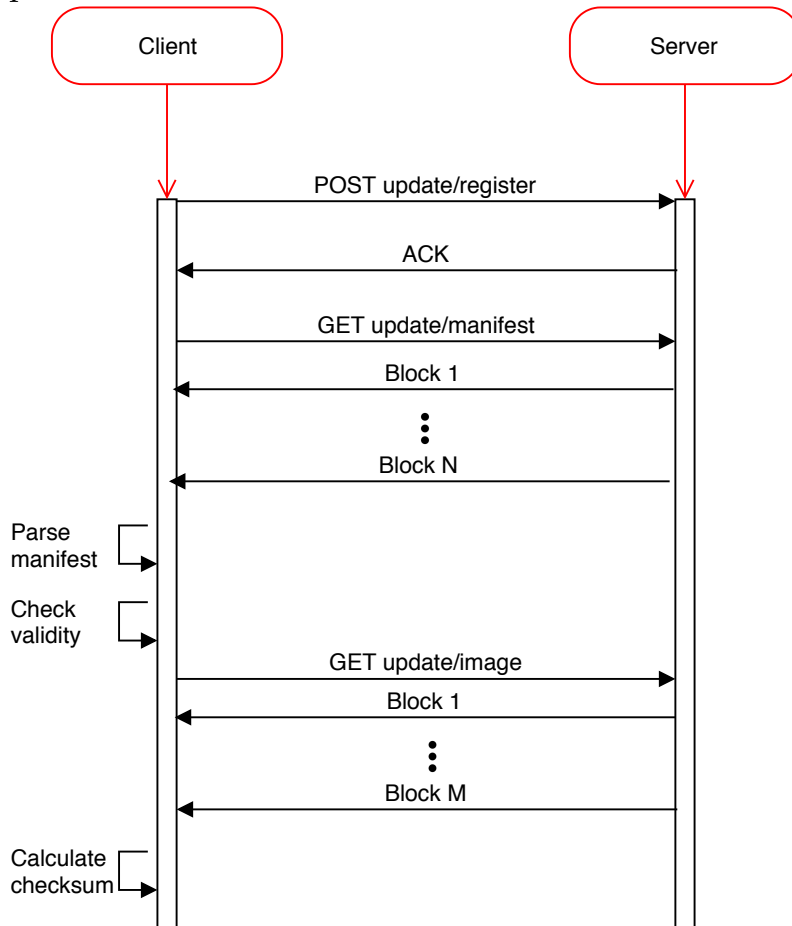 Client
Server
POST update/register
ACK
GET update/manifest
Block 1
Block N
Parse
manifest
Check
validity
GET update/image
Block 1
Block M
Calculate
checksum